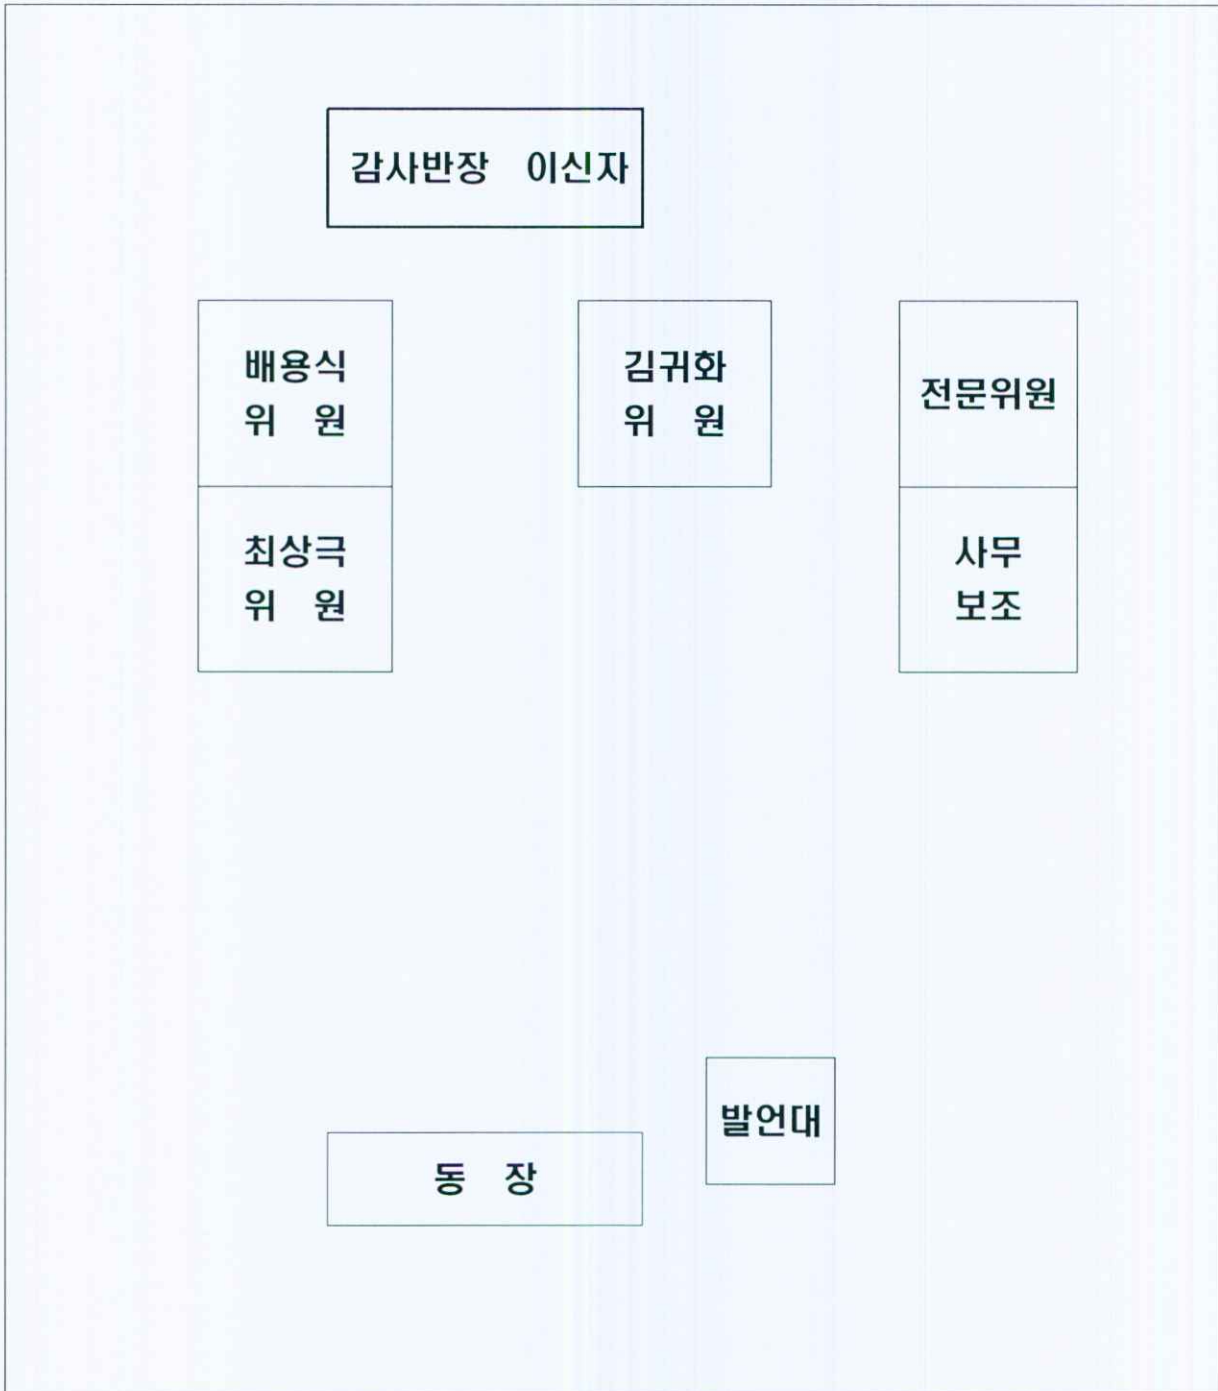 감사반장 이신자
배용식
위 원
김귀화
위 원
전문위원
최상극
위 원
사무
보조
발언대
동 장